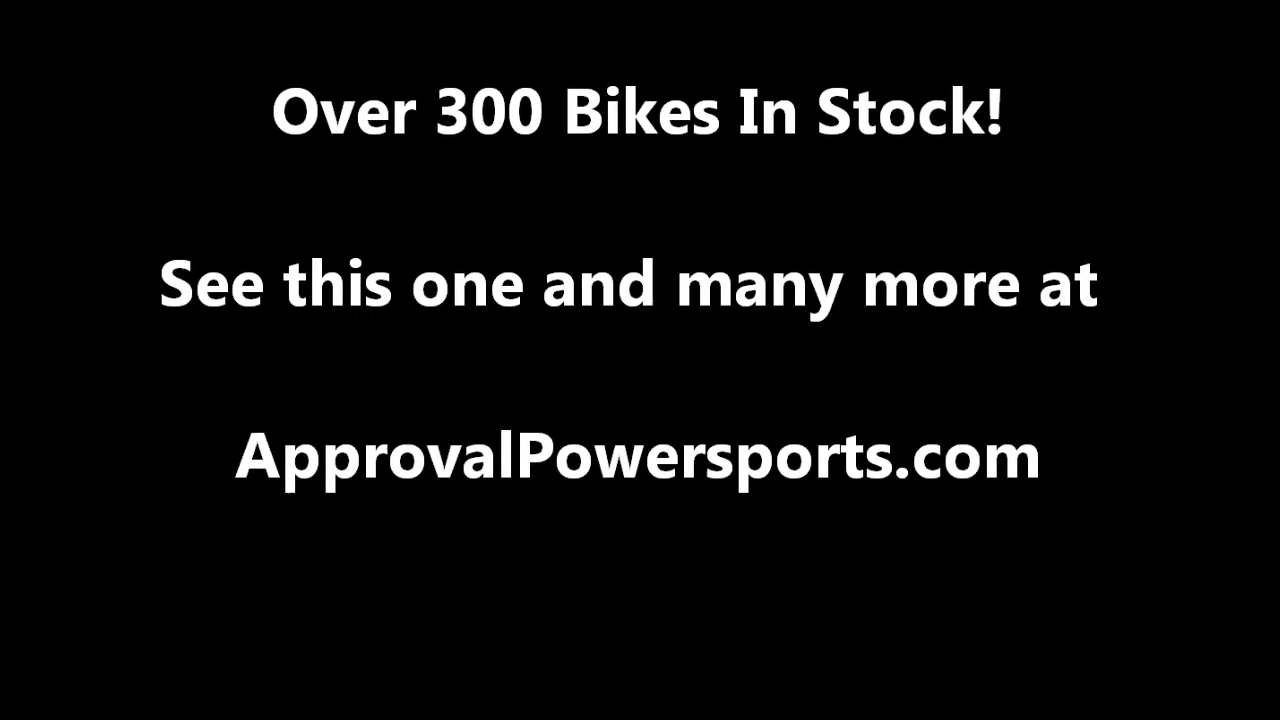 Over 300 Bikes In Stock!
See this one and many more at
ApprovalPowersports.com